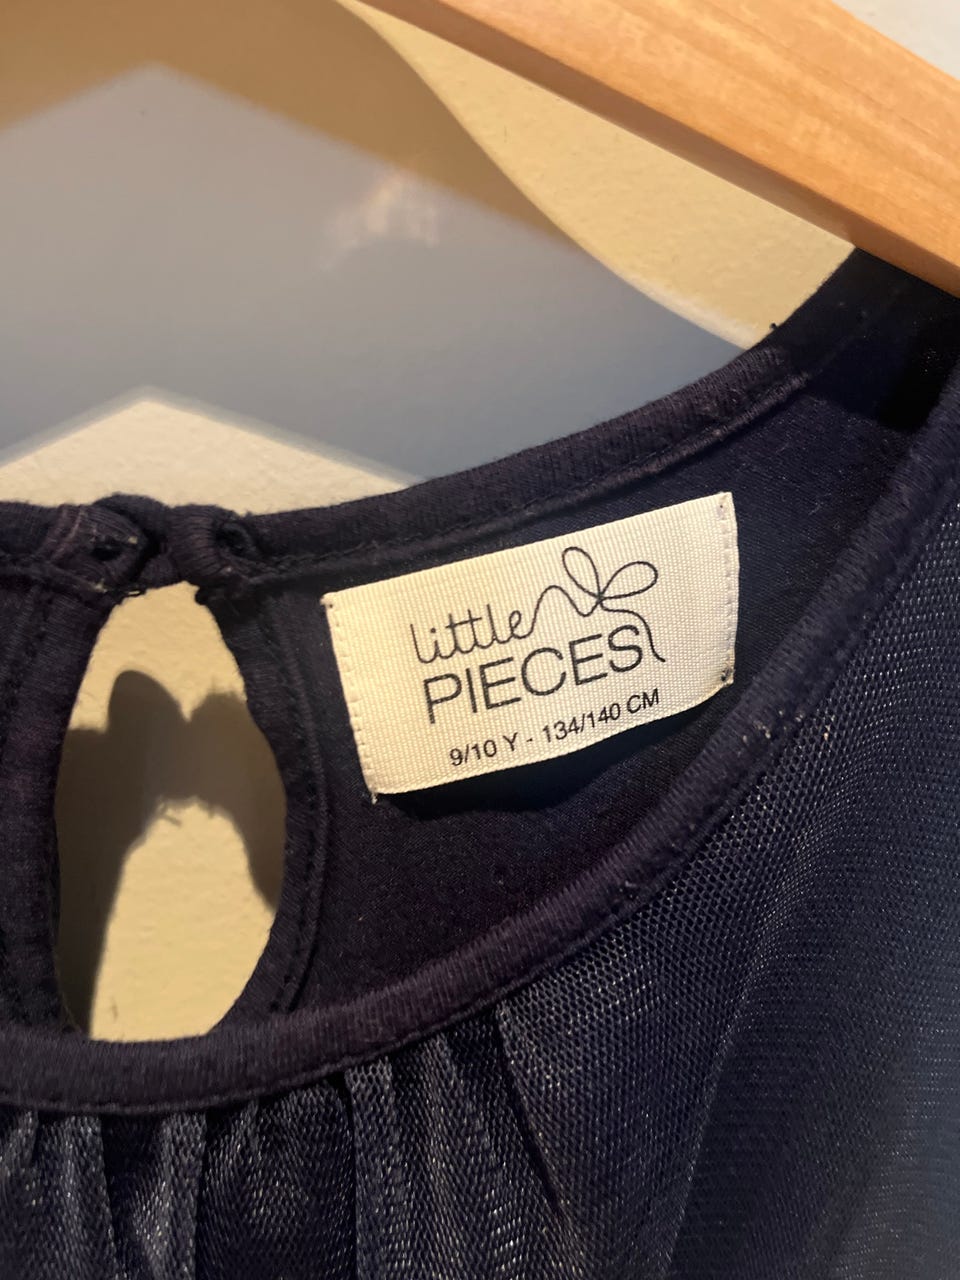 little
PIECES
9/10 Y - 134/140 CM